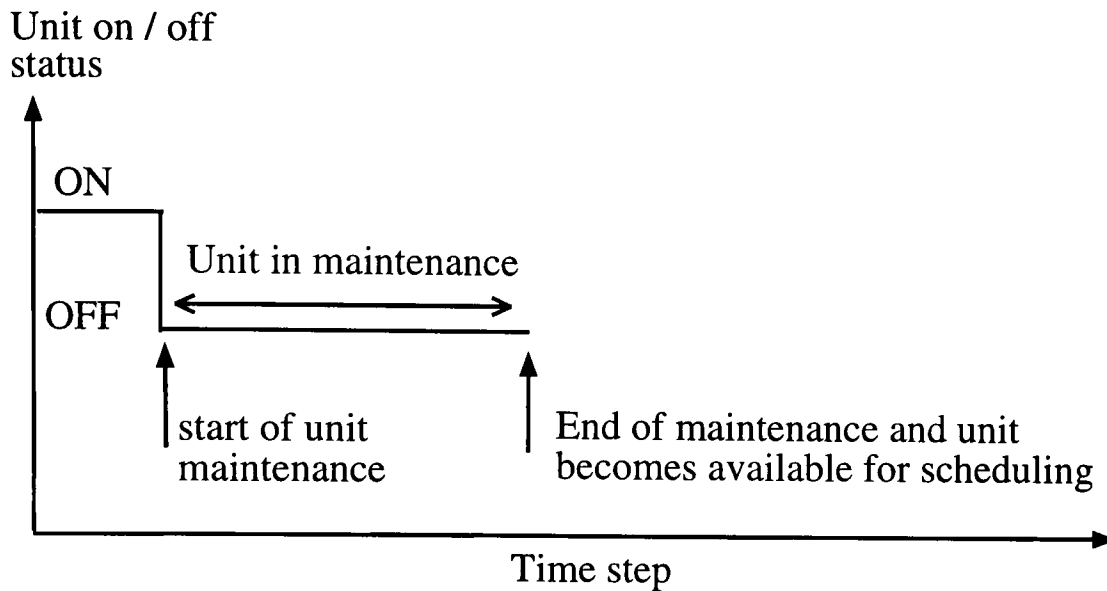 Unit on / off
status
ON
Unit in maintenance
OFF
start of unit
maintenance
End of maintenance and unit
becomes available for scheduling
Time step